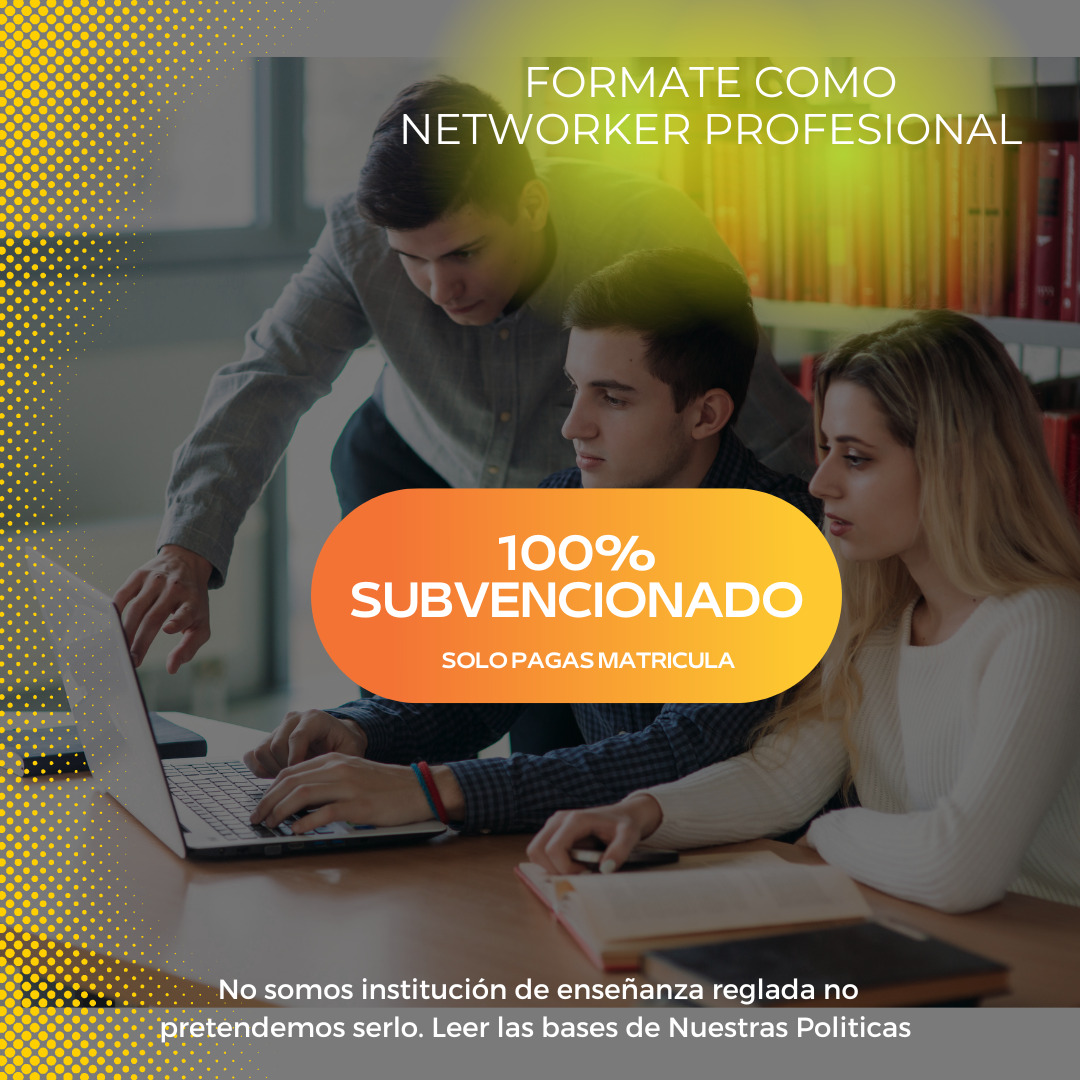 FORMATE COMO
NETWORKER PROFESIONAL
100%
SUBVENCIONADO
SOLO PAGAS MATRICULA
No somos institución de enseñanza reglada no
pretendemos serlo. Leer las bases de Nuestras Politicas